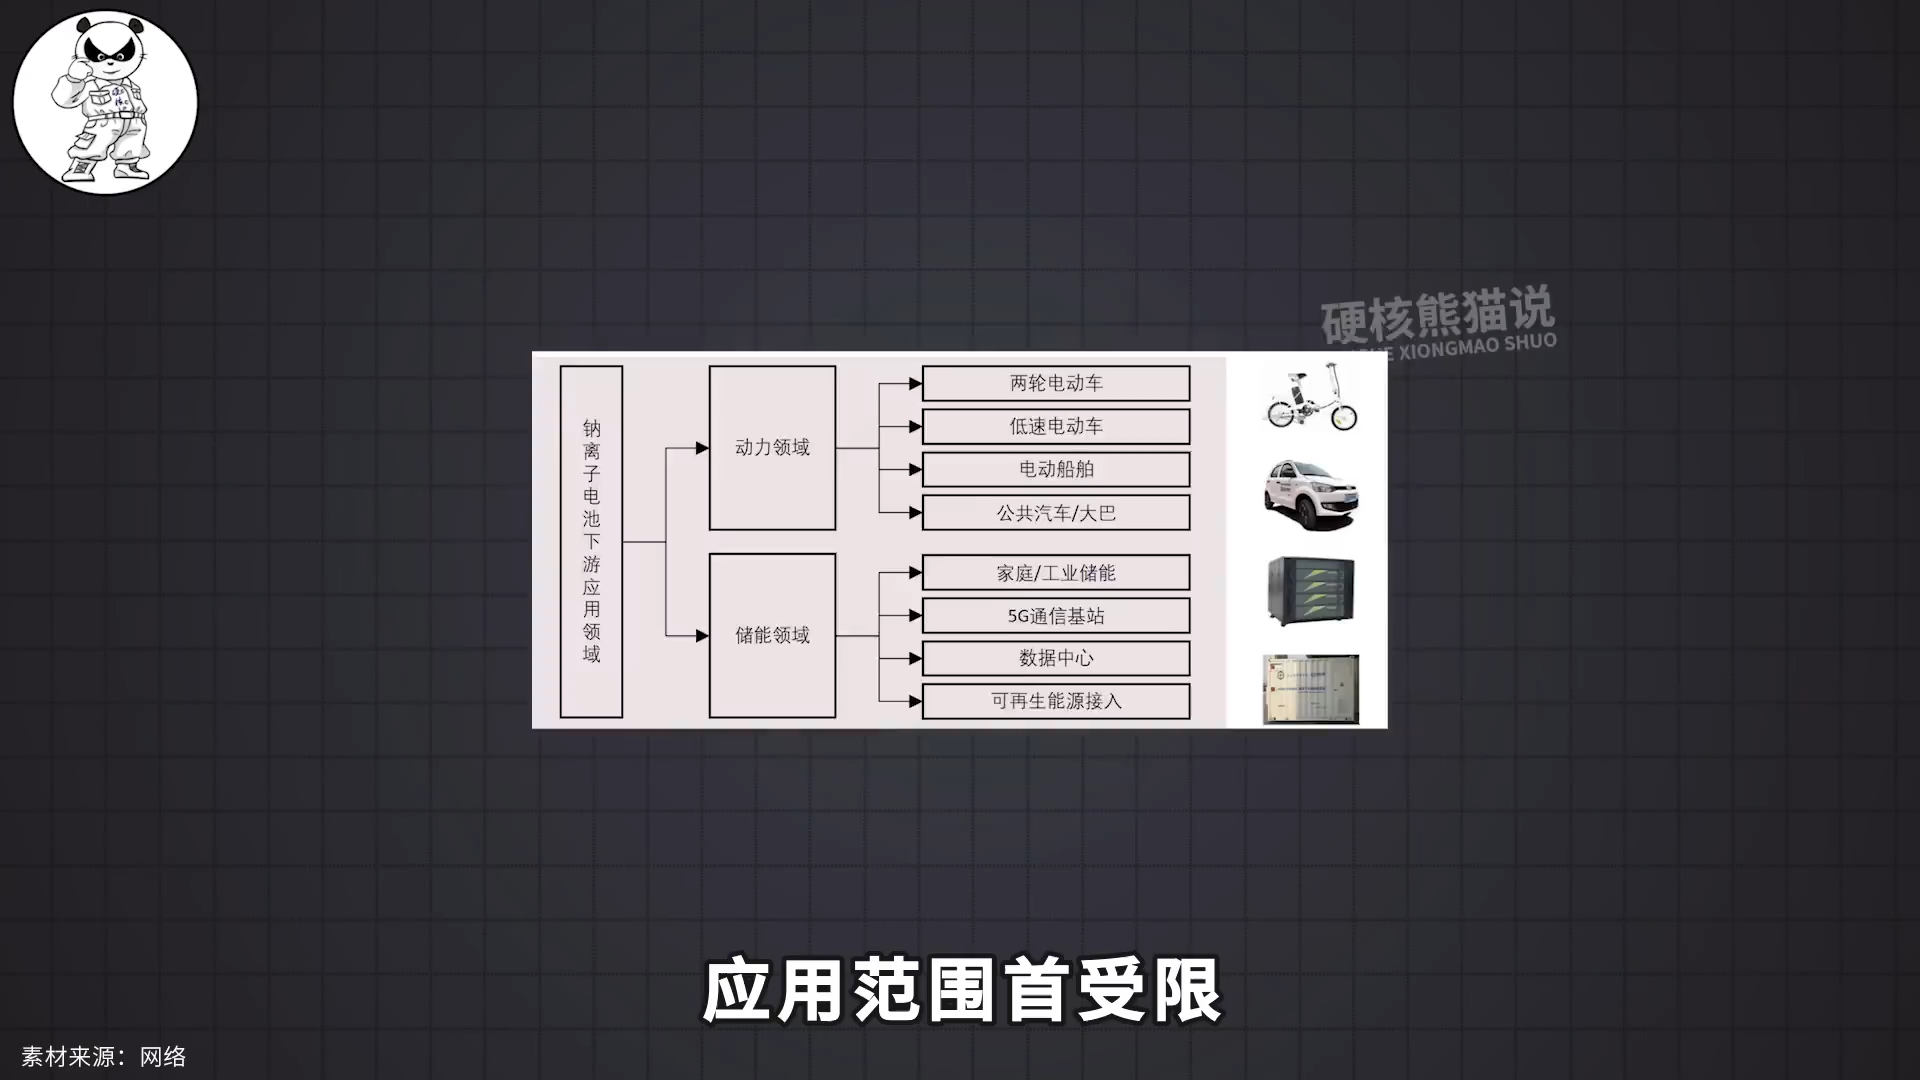 硬核熊猫说
XIONGMAO SHUO
钠离子电池下游应用领域
动力领域
两轮电动车
低速电动车
电动船舶
公共汽车/大巴
储能领域
家庭/工业储能
5G通信基站
数据中心
可再生能源接入
应用范围首受限
素材来源：网络